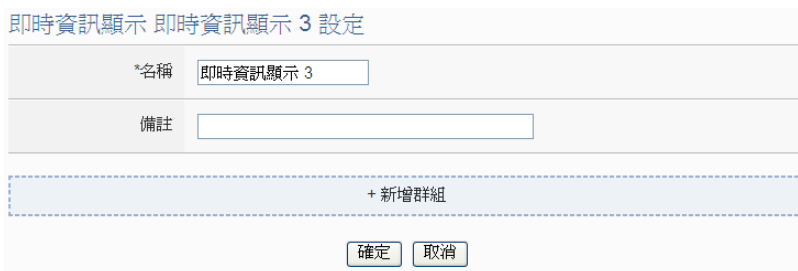 即時資訊顯示 即時資訊顯示 3 設定
*名稱 即時資訊顯示 3
備註
+ 新增群組
確定 取消